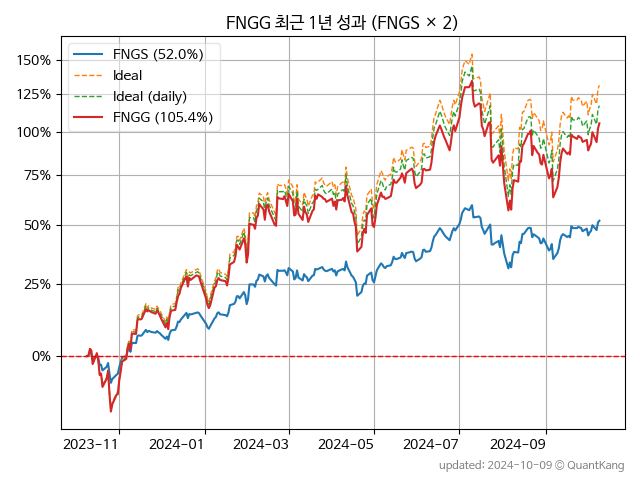 FNGG 최근 1년 성과 (FNGS × 2)
FNGS (52.0%)
Ideal
Ideal (daily)
FNGG (105.4%)
150%
125%
100%
75%
50%
25%
0%
2023-11
2024-01
2024-03
2024-05
2024-07
2024-09
updated: 2024-10-09 © QuantKang